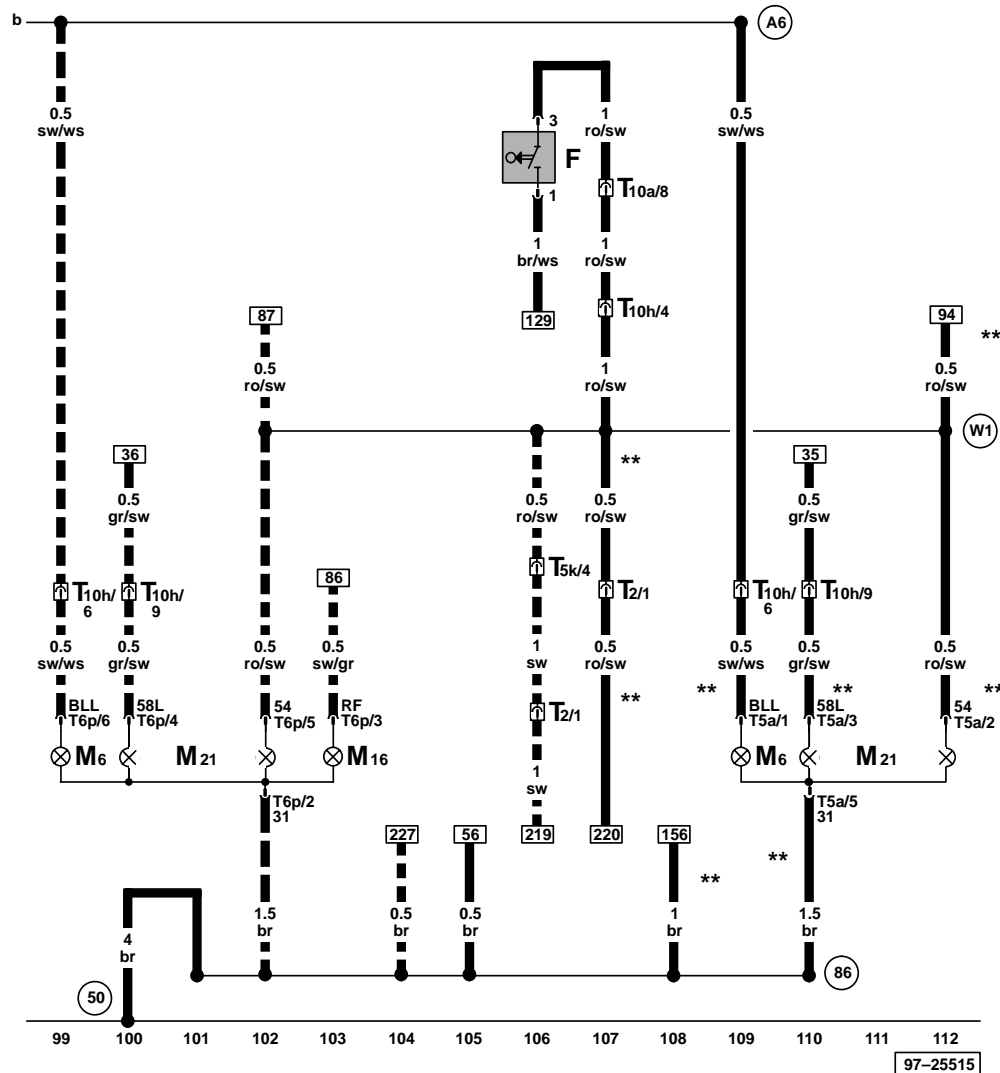 b
A6
0.5
sw/ws
3
1
ro/sw
0.5
sw/ws
F
T10a/8
1
1
br/ws
1
ro/sw
87
129
T10h/4
94
**
0.5
ro/sw
1
ro/sw
0.5
ro/sw
W1
36
**
35
0.5
gr/sw
0.5
ro/sw
0.5
ro/sw
0.5
gr/sw
T10h/
6
T10h/
9
86
T5k/4
T2/1
T10h/
6
T10h/9
0.5
sw/ws
0.5
gr/sw
0.5
ro/sw
0.5
sw/gr
1
sw
0.5
ro/sw
0.5
sw/ws
0.5
gr/sw
0.5
ro/sw
BLL
T6p/6
58L
T6p/4
54
T6p/5
RF
T6p/3
T2/1
**
**
BLL
T5a/1
**
58L
T5a/3
**
54
T5a/2
M6
M21
M16
M6
M21
T6p/2
31
1
sw
T5a/5
31
227
56
219
220
156
**
**
4
br
1.5
br
0.5
br
0.5
br
1
br
1.5
br
50
86
99 100 101 102 103 104 105 106 107 108 109 110 111 112
97–25515